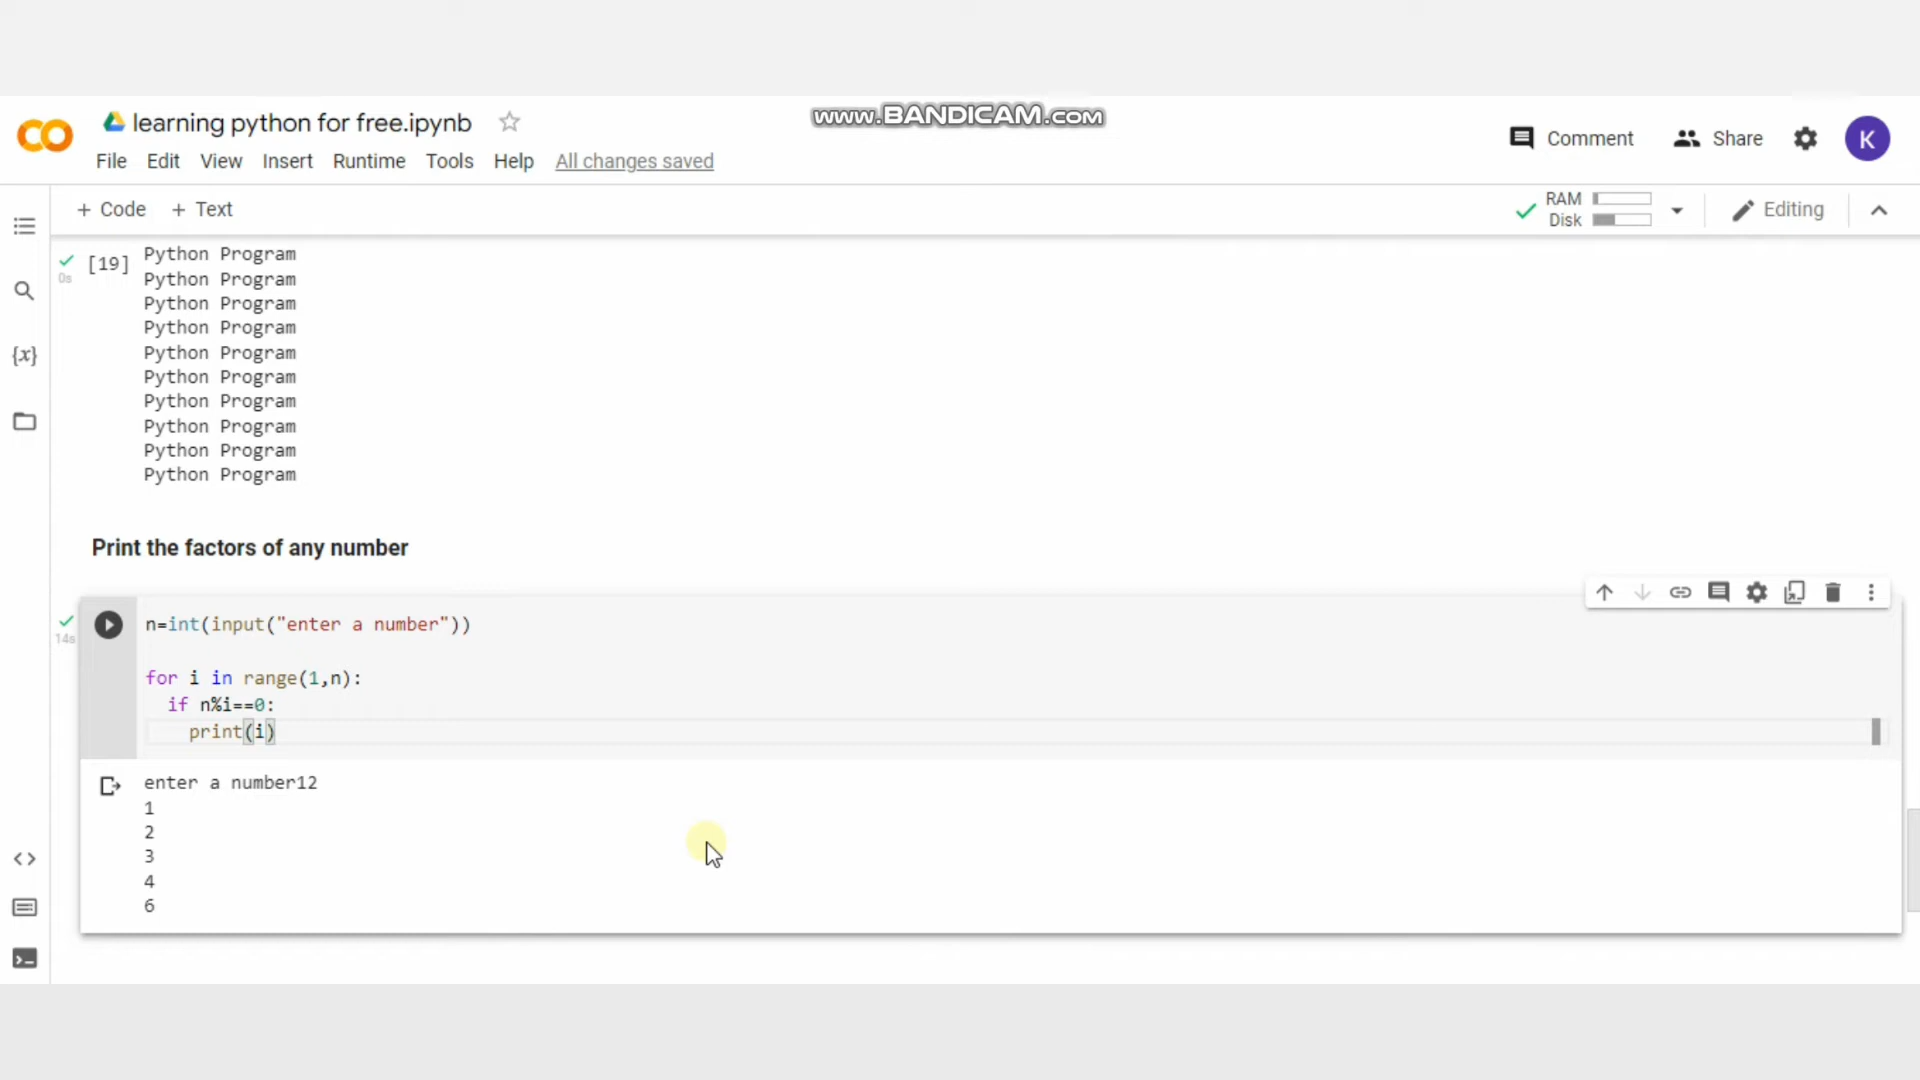 www.BANDICAM.com
learning python for free.ipynb
File Edit View Insert Runtime Tools Help All changes saved
Comment Share K
+ Code + Text
RAM
Disk
Editing
[19]
0s
Python Program
Python Program
Python Program
Python Program
Python Program
Python Program
Python Program
Python Program
Python Program
Python Program
{x}
Print the factors of any number
14s
n=int(input("enter a number"))
for i in range(1,n):
if n%i==0:
print(i)
enter a number12
1
2
3
4
6